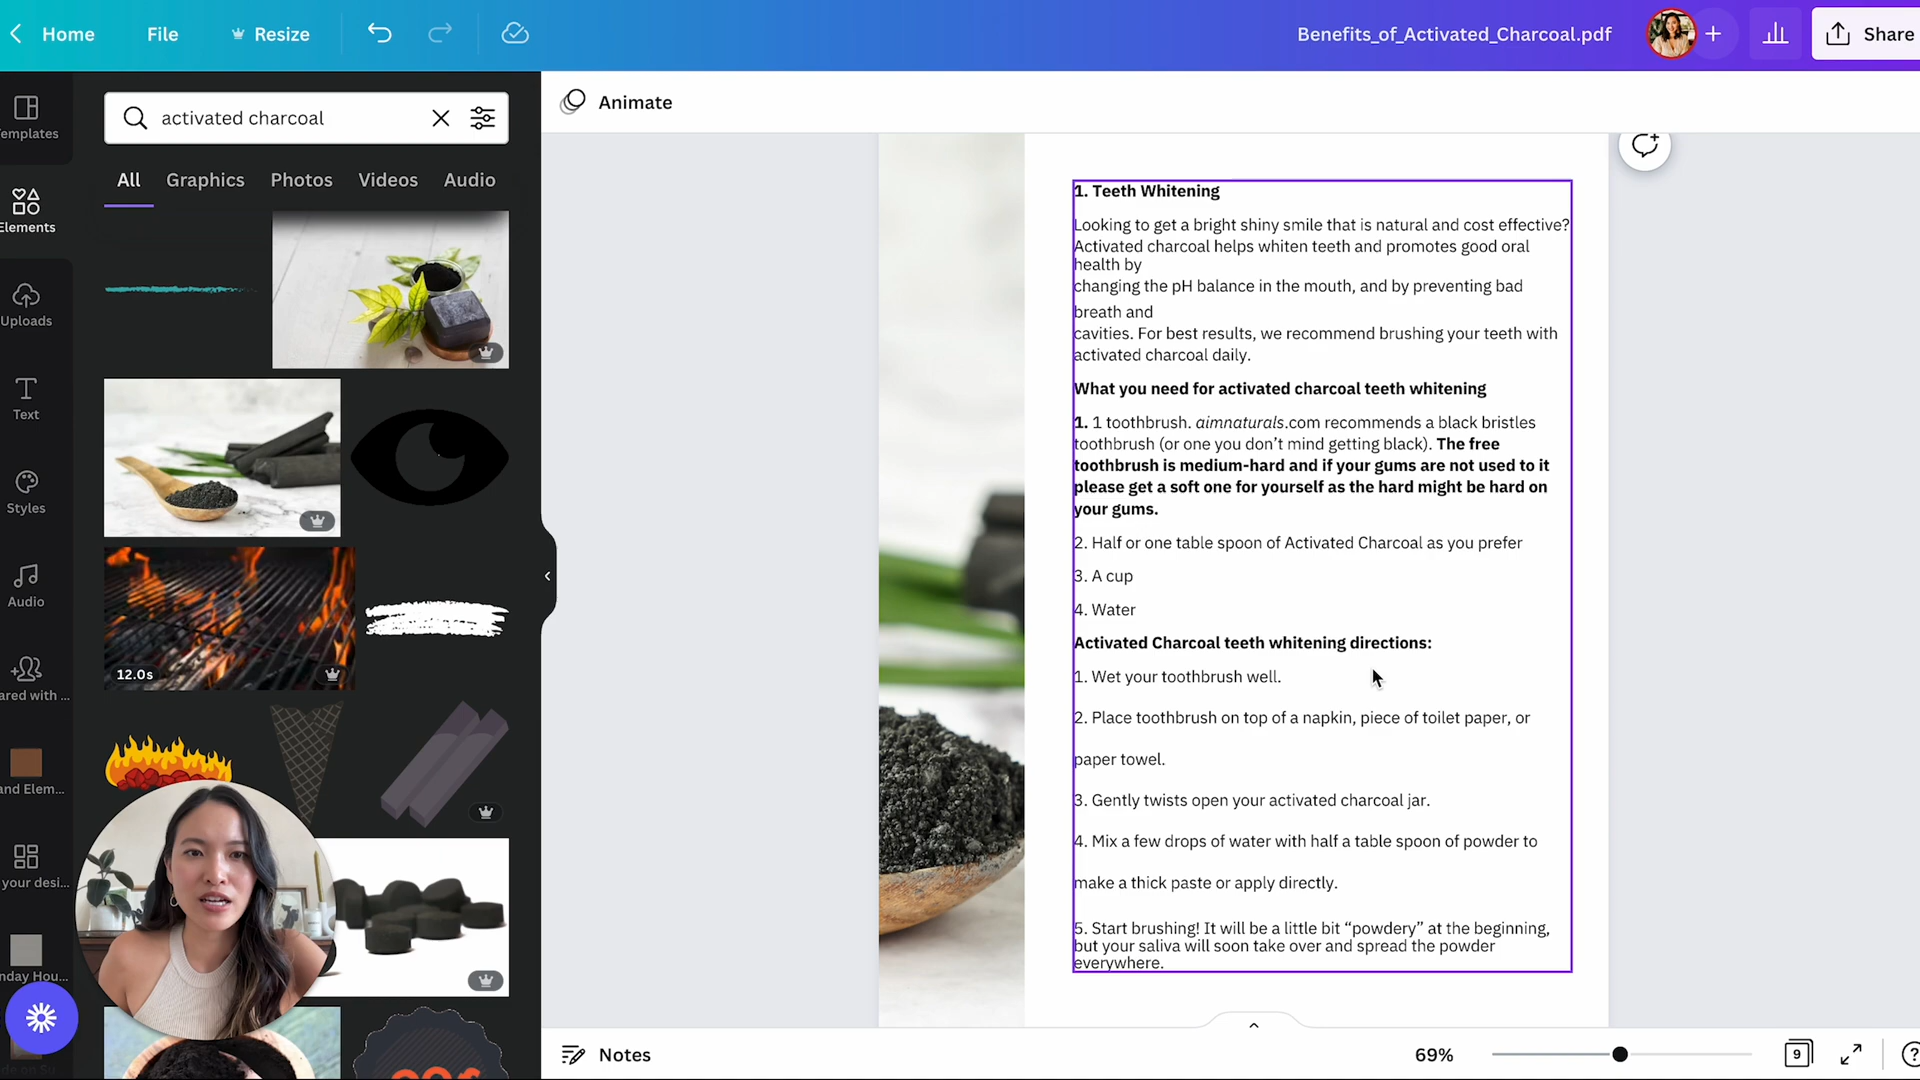 Home
File
Resize
Benefits_of_Activated_Charcoal.pdf
Share
activated charcoal
All
Graphics
Photos
Videos
Audio
emplates
Elements
Uploads
Text
Styles
Audio
ared with ...
and Elem...
your desi...
nday Hou...
12.0s
Animate
1. Teeth Whitening
Looking to get a bright shiny smile that is natural and cost effective?
Activated charcoal helps whiten teeth and promotes good oral
health by
changing the pH balance in the mouth, and by preventing bad
breath and
cavities. For best results, we recommend brushing your teeth with
activated charcoal daily.
What you need for activated charcoal teeth whitening
1. 1 toothbrush. aimnaturals.com recommends a black bristles
toothbrush (or one you don’t mind getting black). The free
toothbrush is medium-hard and if your gums are not used to it
please get a soft one for yourself as the hard might be hard on
your gums.
2. Half or one table spoon of Activated Charcoal as you prefer
3. A cup
4. Water
Activated Charcoal teeth whitening directions:
1. Wet your toothbrush well.
2. Place toothbrush on top of a napkin, piece of toilet paper, or
paper towel.
3. Gently twists open your activated charcoal jar.
4. Mix a few drops of water with half a table spoon of powder to
make a thick paste or apply directly.
5. Start brushing! It will be a little bit “powdery” at the beginning,
but your saliva will soon take over and spread the powder
everywhere.
Notes
69%
9
?